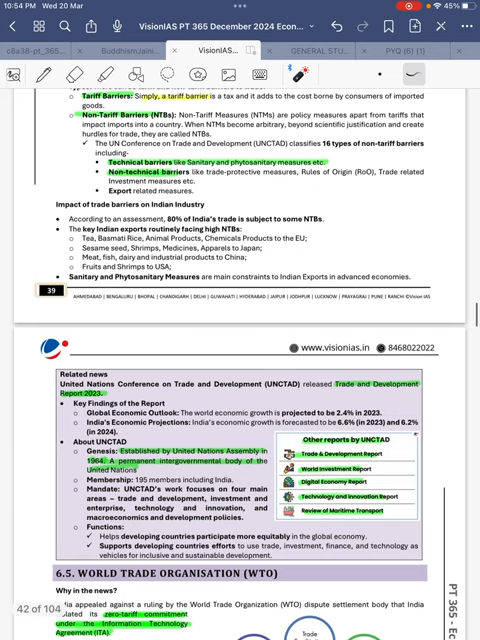 10:54 PM Wed 20 Mar
45%
VisionIAS PT 365 December 2024 Econ...
c8a38-pt_365...
BuddhismJaini...
VisionIAS...
GENERAL STU...
PYQ (6) (1)
o Tariff Barriers: Simply, a tariff barrier is a tax and it adds to the cost borne by consumers of imported
goods.
o Non-Tariff Barriers (NTBs): Non-Tariff Measures (NTMs) are policy measures apart from tariffs that
impact imports into a country. When NTMs become arbitrary, beyond scientific justification and create
hurdles for trade, they are called NTBs.
✓ The UN Conference on Trade and Development (UNCTAD) classifies 16 types of non-tariff barriers
including-
▪ Technical barriers like Sanitary and phytosanitary measures etc.
▪ Non-technical barriers like trade-protective measures, Rules of Origin (RoO), Trade related
Investment measures etc.
▪ Export related measures.
Impact of trade barriers on Indian Industry
• According to an assessment, 80% of India's trade is subject to some NTBs.
• The key Indian exports routinely facing high NTBs:
o Tea, Basmati Rice, Animal Products, Chemicals Products to the EU;
o Sesame seed, Shrimps, Medicines, Apparels to Japan;
o Meat, fish, dairy and industrial products to China;
o Fruits and Shrimps to USA;
• Sanitary and Phytosanitary Measures are main constraints to Indian Exports in advanced economies.
39
AHMEDABAD | BENGALURU | BHOPAL | CHANDIGARH | DELHI | GUWAHATI | HYDERABAD | JAIPUR | JODHPUR | LUCKNOW | PRAYAGRAJ | PUNE | RANCHI ©Vision IAS
www.visionias.in
8468022022
Related news
United Nations Conference on Trade and Development (UNCTAD) released Trade and Development
Report 2023.
• Key Findings of the Report
o Global Economic Outlook: The world economic growth is projected to be 2.4% in 2023.
o India's Economic Projections: India's economic growth is forecasted to be 6.6% (in 2023) and 6.2%
(in 2024).
• About UNCTAD
o Genesis: Established by United Nations Assembly in
1964. A permanent intergovernmental body of the
United Nations
o Membership: 195 members including India.
o Mandate: UNCTAD's work focuses on four main
areas – trade and development, investment and
enterprise, technology and innovation, and
macroeconomics and development policies.
Other reports by UNCTAD
Trade & Development Report
World Investment Report
Digital Economy Report
Technology and Innovation Report
Review of Maritime Transport
o Functions:
✓ Helps developing countries participate more equitably in the global economy.
✓ Supports developing countries efforts to use trade, investment, finance, and technology as
vehicles for inclusive and sustainable development.
6.5. WORLD TRADE ORGANISATION (WTO)
Why in the news?
dia appealed against a ruling by the World Trade Organization (WTO) dispute settlement body that India
olated its zero-tariff commitment
under the Information Technology
Agreement (ITA).
42 of 104
Trade
PT 365 - Ec